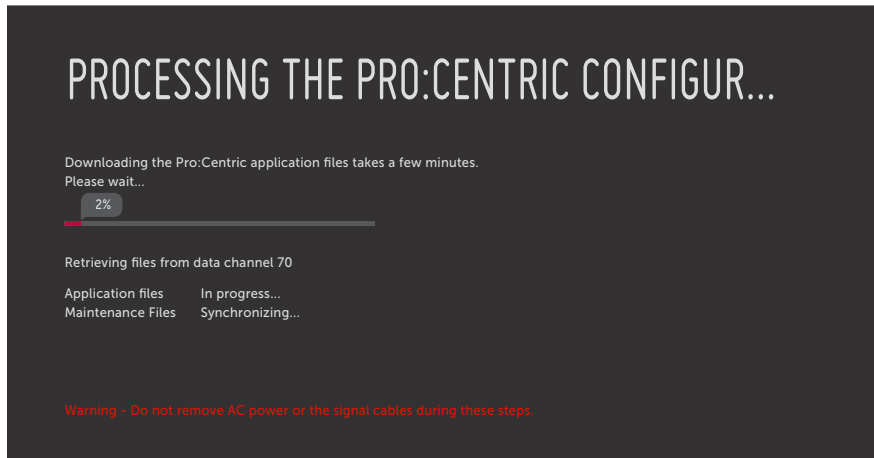 PROCESSING THE PRO:CENTRIC CONFIGUR...
Downloading the Pro:Centric application files takes a few minutes.
Please wait...
2%
Retrieving files from data channel 70
Application files In progress...
Maintenance Files Synchronizing...
Warning - Do not remove AC power or the signal cables during these steps.